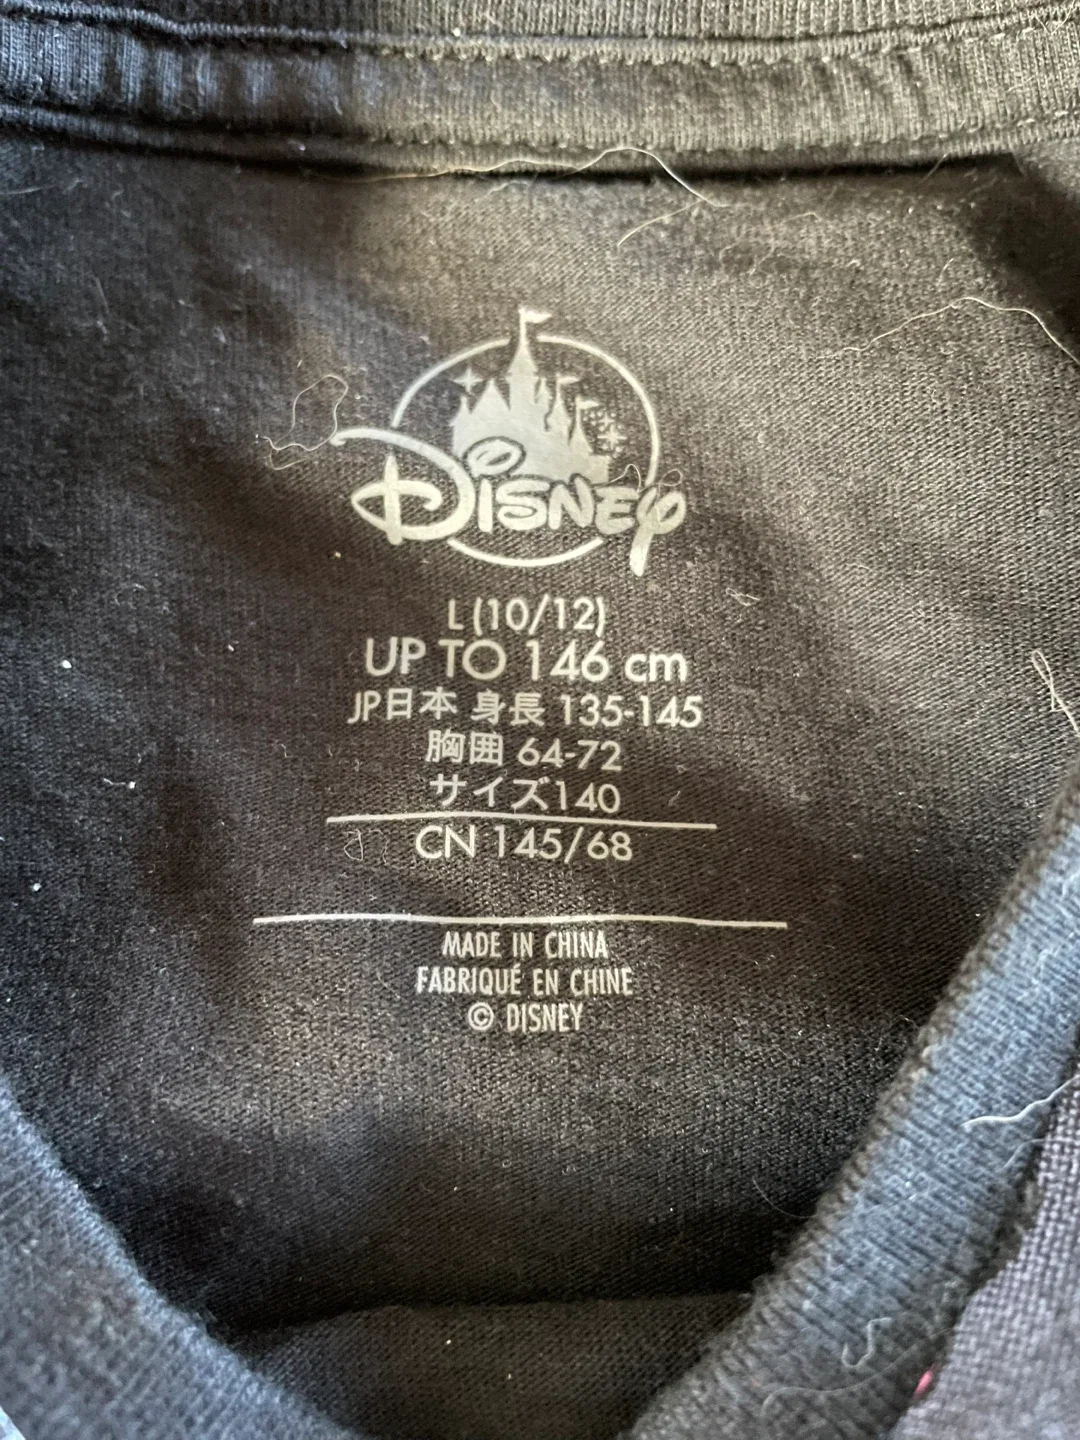 Disney
L (10/12)
UP TO 146 cm
JP日本 身長 135-145
胸囲 64-72
サイズ140
CN 145/68
MADE IN CHINA
FABRIQUÉ EN CHINE
© DISNEY